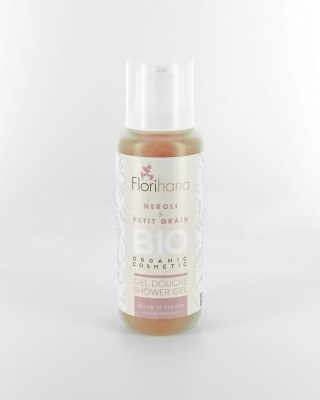 Florihana
NEROLI
&
PETIT GRAIN
BIO
ORGANIC
COSMETIC
GEL DOUCHE
SHOWER GEL
Made in France